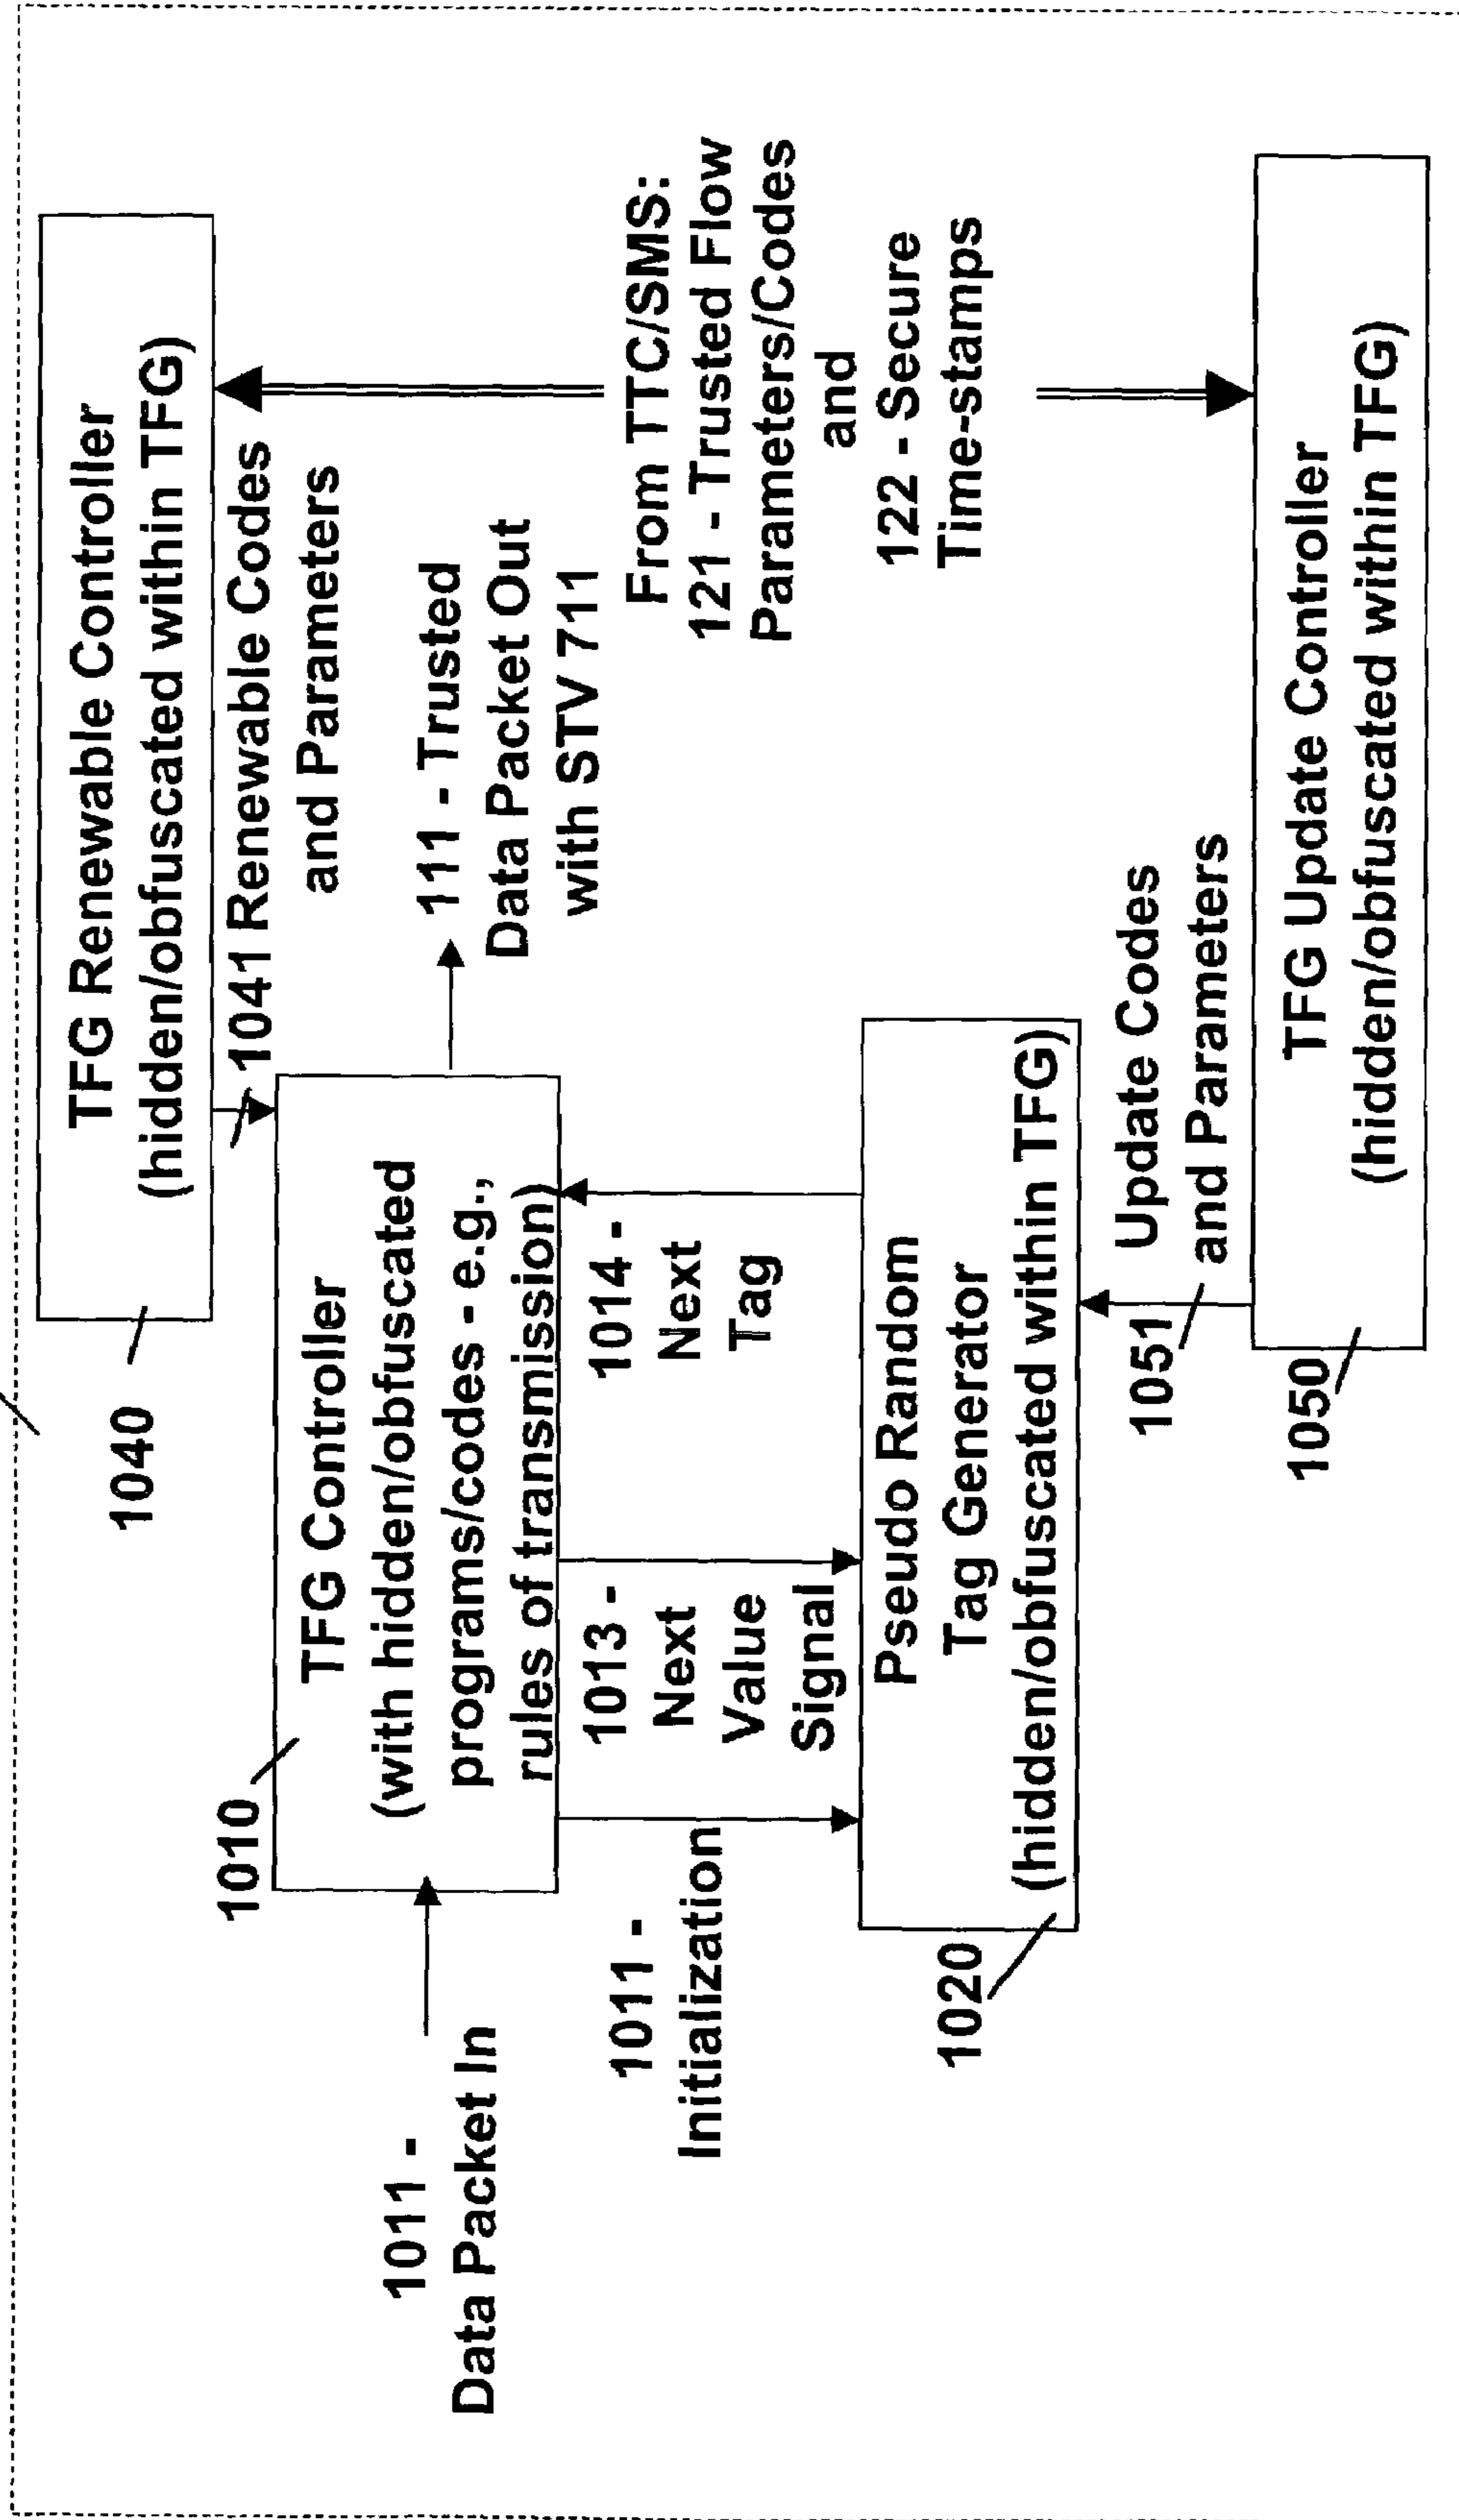 TFG Renewable Controller
(hidden/obfuscated within TFG)
1040
1041 Renewable Codes
and Parameters
1010
TFG Controller
(with hidden/obfuscated
programs/codes - e.g.,
rules of transmission)
1011 -
Data Packet In
111 - Trusted
Data Packet Out
with STV 711
1011 -
Initialization
1013 -
Next
Value
Signal
1014 -
Next
Tag
From TTC/SMS:
121 - Trusted Flow
Parameters/Codes
and
122 - Secure
Time-stamps
1020
Pseudo Random
Tag Generator
(hidden/obfuscated within TFG)
1051
Update Codes
and Parameters
1050
TFG Update Controller
(hidden/obfuscated within TFG)